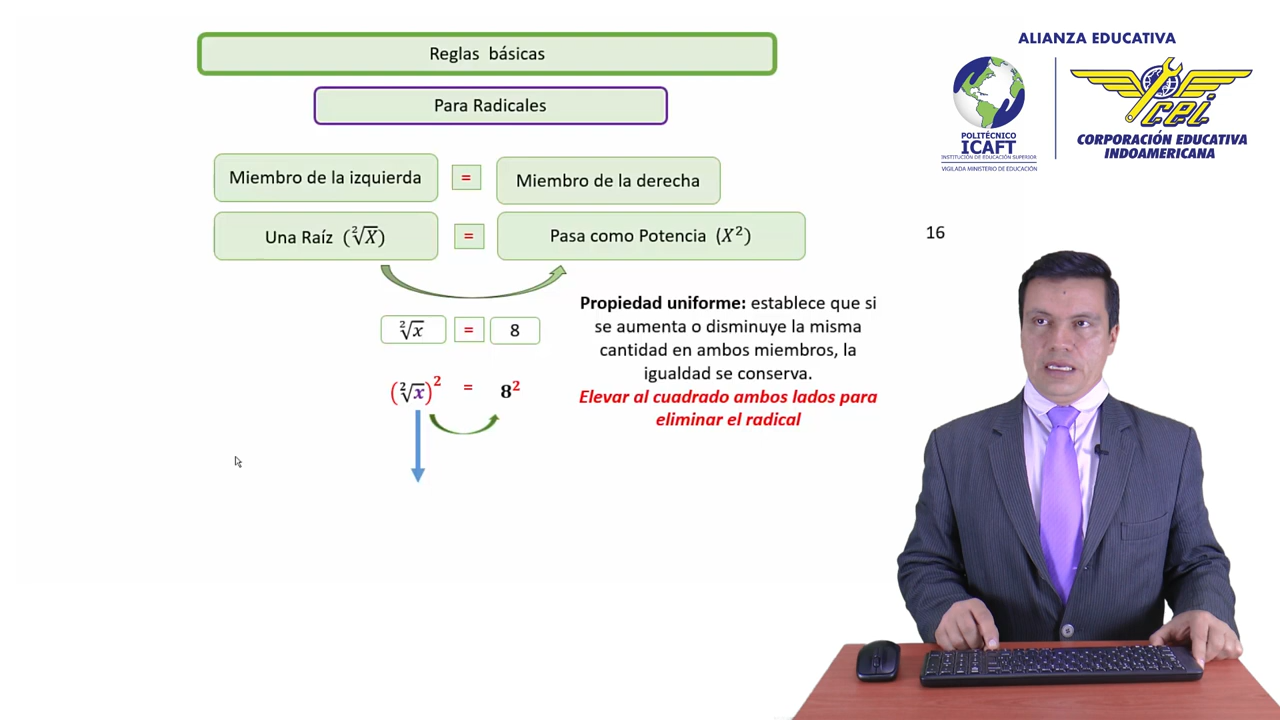 Reglas básicas
Para Radicales
Miembro de la izquierda = Miembro de la derecha
Una Raíz (²√X) = Pasa como Potencia (X²)
16
²√x = 8
(²√x)² = 8²
Propiedad uniforme: establece que si
se aumenta o disminuye la misma
cantidad en ambos miembros, la
igualdad se conserva.
Elevar al cuadrado ambos lados para
eliminar el radical
ALIANZA EDUCATIVA
POLITÉCNICO
ICAFT
INSTITUCIÓN DE EDUCACIÓN SUPERIOR
VIGILADA MINISTERIO DE EDUCACIÓN
cei
CORPORACIÓN EDUCATIVA
INDOAMERICANA